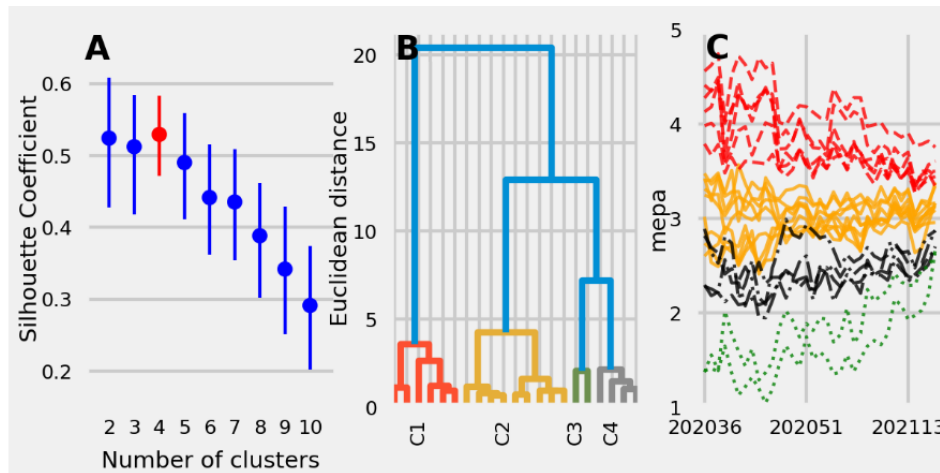 A
Silhouette Coefficient
0.6
0.5
0.4
0.3
0.2
2 3 4 5 6 7 8 9 10
Number of clusters
B
Euclidean distance
20
15
10
5
0
C1 C2 C3 C4
C
mepa
5
4
3
2
1
202036 202051 202113